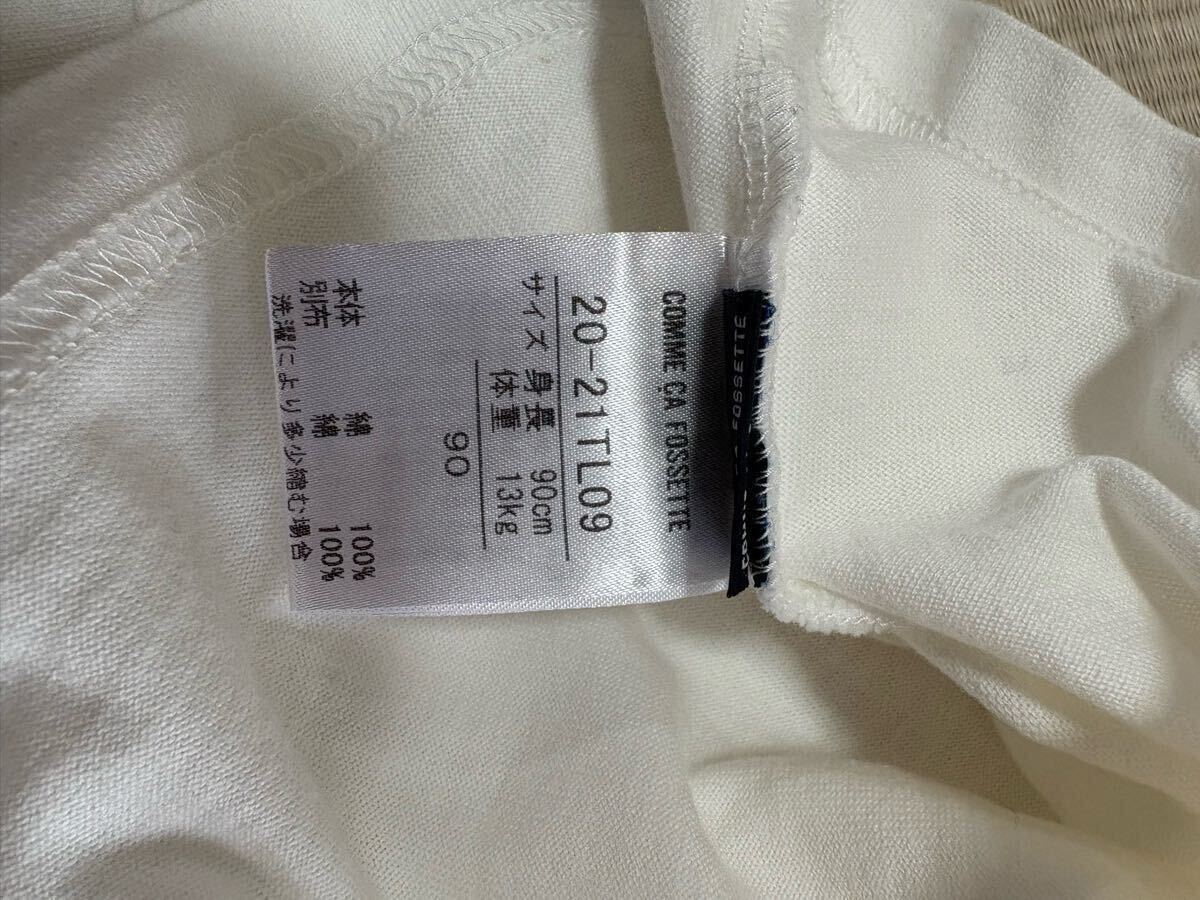 COMME ÇA FOSSETTE
20-21TL09
サイズ 身長 90cm
体重 13kg
90
本体 綿 100%
別布 綿 100%
洗濯により多少縮む場合
FOSSETTE